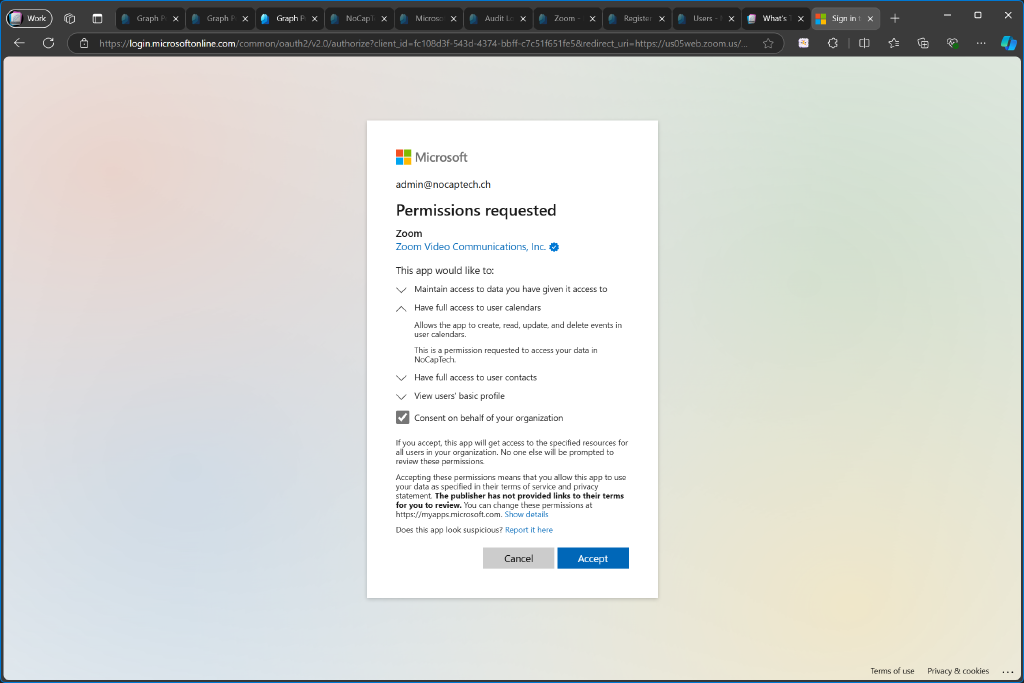 Work
Graph P
Graph P
Graph P
NoCapT
Microso
Audit Lo
Zoom -
Register
Users -
What's T
Sign in t
https://login.microsoftonline.com/common/oauth2/v2.0/authorize?client_id=fc108d3f-543d-4374-bbff-c7c51f651fe5&redirect_uri=https://us05web.zoom.us/...
Microsoft
admin@nocaptech.ch
Permissions requested
Zoom
Zoom Video Communications, Inc.
This app would like to:
Maintain access to data you have given it access to
Have full access to user calendars
Allows the app to create, read, update, and delete events in
user calendars.
This is a permission requested to access your data in
NoCapTech.
Have full access to user contacts
View users' basic profile
Consent on behalf of your organization
If you accept, this app will get access to the specified resources for
all users in your organization. No one else will be prompted to
review these permissions.
Accepting these permissions means that you allow this app to use
your data as specified in their terms of service and privacy
statement. The publisher has not provided links to their terms
for you to review. You can change these permissions at
https://myapps.microsoft.com. Show details
Does this app look suspicious? Report it here
Cancel
Accept
Terms of use
Privacy & cookies
...